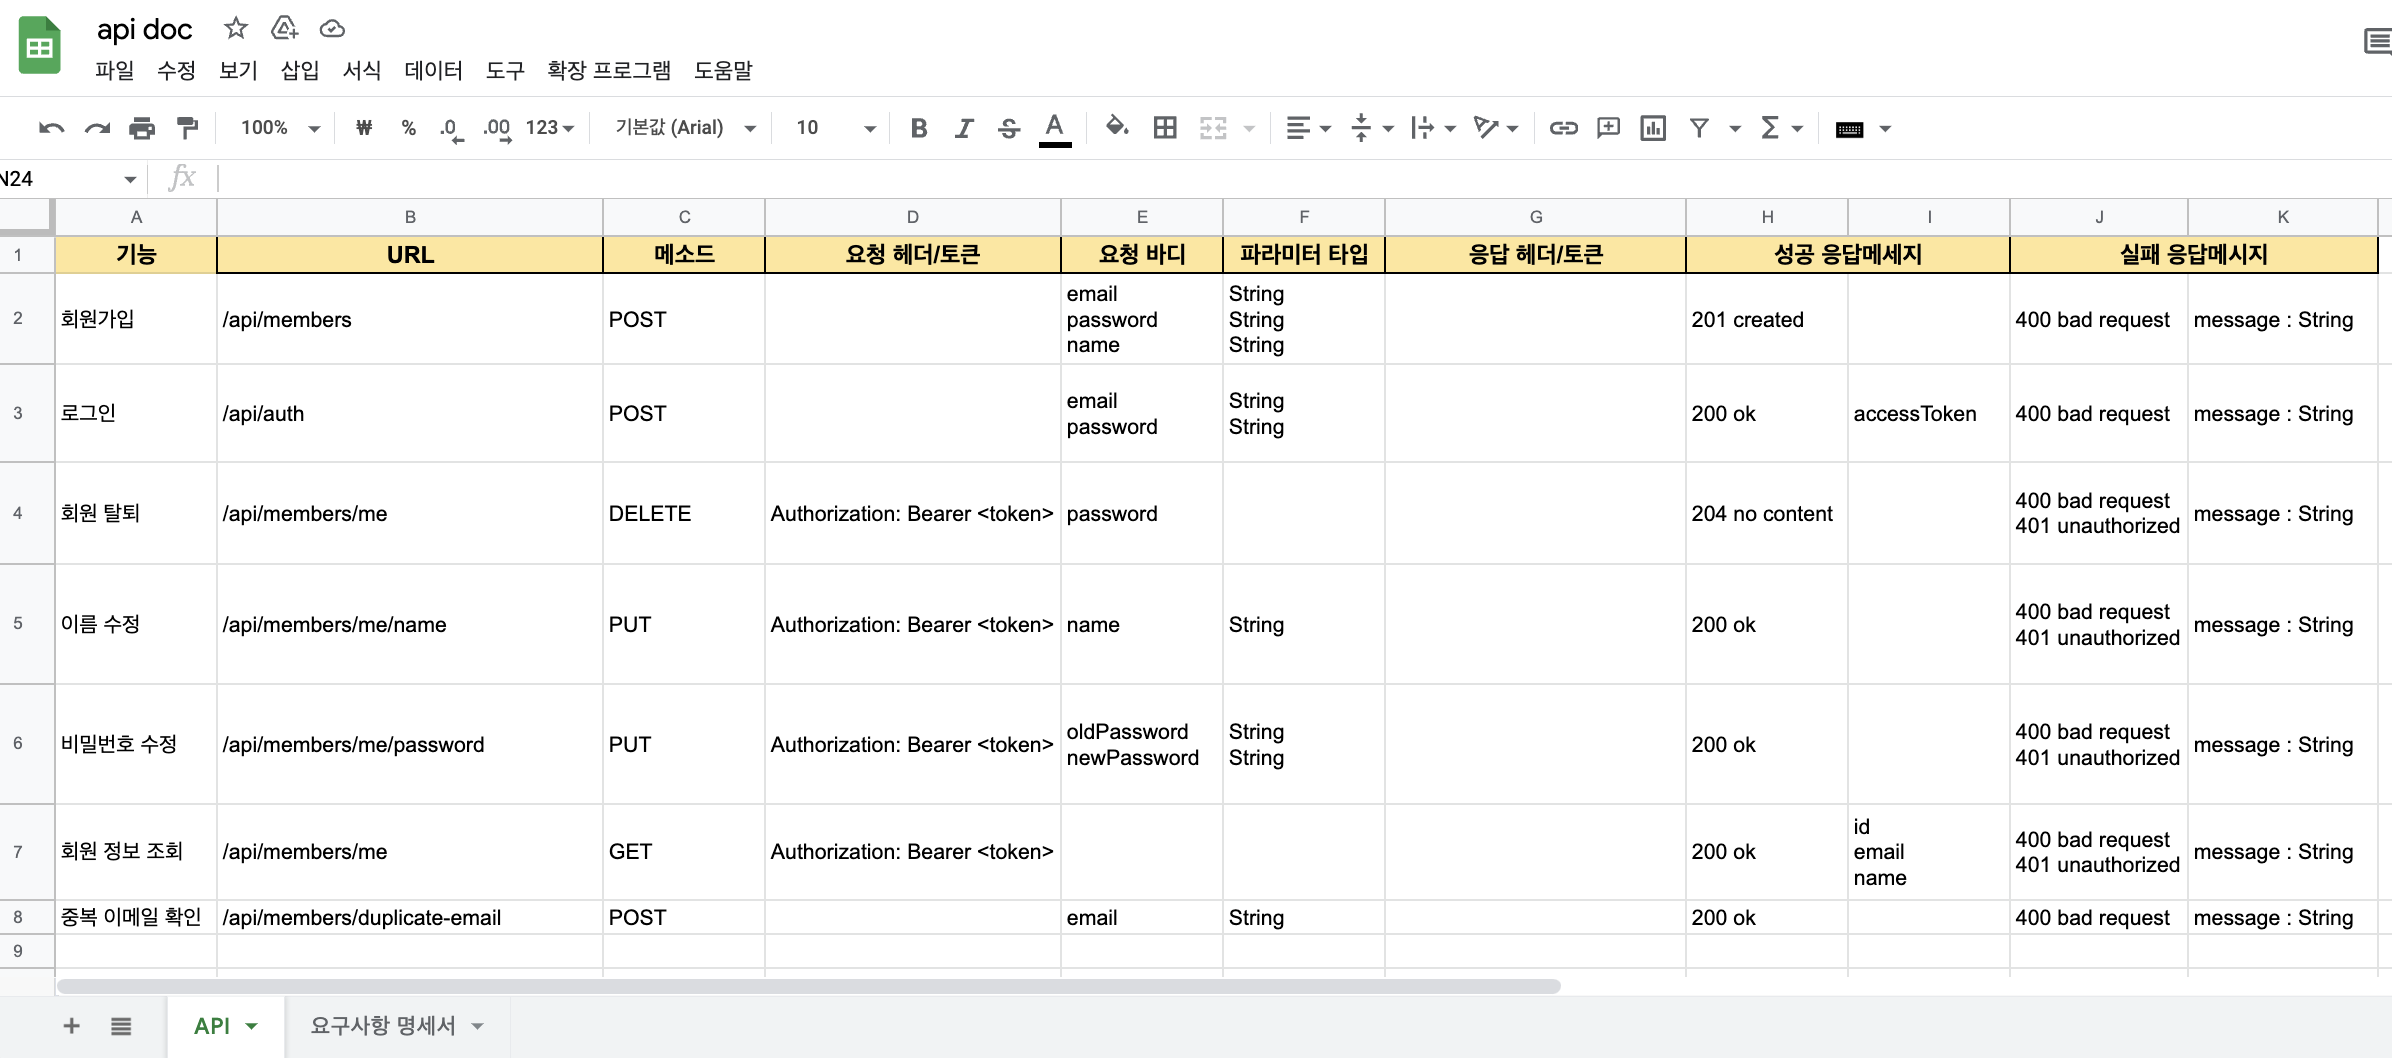 api doc
파일 수정 보기 삽입 서식 데이터 도구 확장 프로그램 도움말
100% ₩ % .0 .00 123 기본값 (Arial) 10 B I S A
N24 fx
A B C D E F G H I J K
1 기능 URL 메소드 요청 헤더/토큰 요청 바디 파라미터 타입 응답 헤더/토큰 성공 응답메세지 실패 응답메시지
2 회원가입 /api/members POST
email
password
name
String
String
String
201 created
400 bad request
message : String
3 로그인 /api/auth POST
email
password
String
String
200 ok
accessToken
400 bad request
message : String
4 회원 탈퇴 /api/members/me DELETE Authorization: Bearer <token> password
204 no content
400 bad request
401 unauthorized
message : String
5 이름 수정 /api/members/me/name PUT Authorization: Bearer <token> name String
200 ok
400 bad request
401 unauthorized
message : String
6 비밀번호 수정 /api/members/me/password PUT Authorization: Bearer <token>
oldPassword
newPassword
String
String
200 ok
400 bad request
401 unauthorized
message : String
7 회원 정보 조회 /api/members/me GET Authorization: Bearer <token>
200 ok
id
email
name
400 bad request
401 unauthorized
message : String
8 중복 이메일 확인 /api/members/duplicate-email POST email String 200 ok 400 bad request message : String
9
API 요구사항 명세서